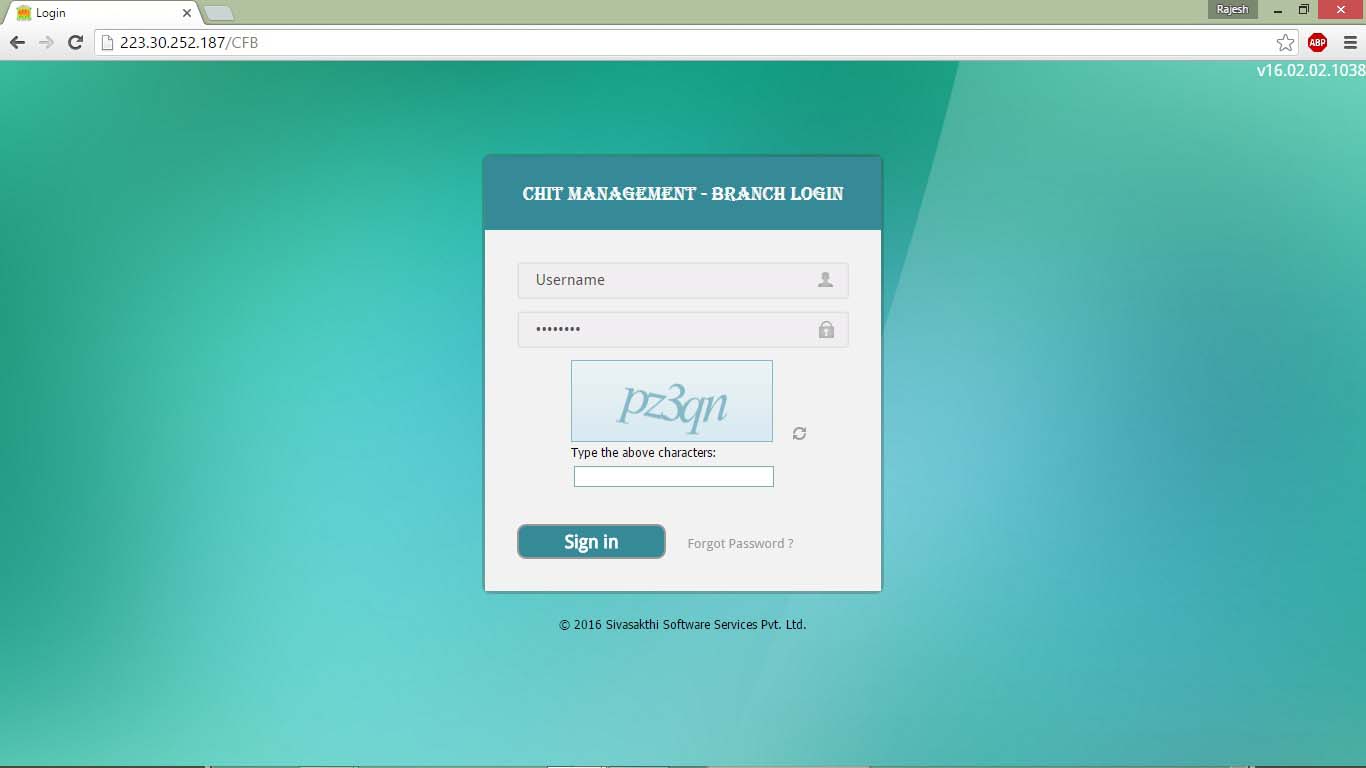 Login
Rajesh
223.30.252.187/CFB
ABP
v16.02.02.1038
CHIT MANAGEMENT - BRANCH LOGIN
Username
••••••••
pz3qn
Type the above characters:
Sign in
Forgot Password ?
© 2016 Sivasakthi Software Services Pvt. Ltd.